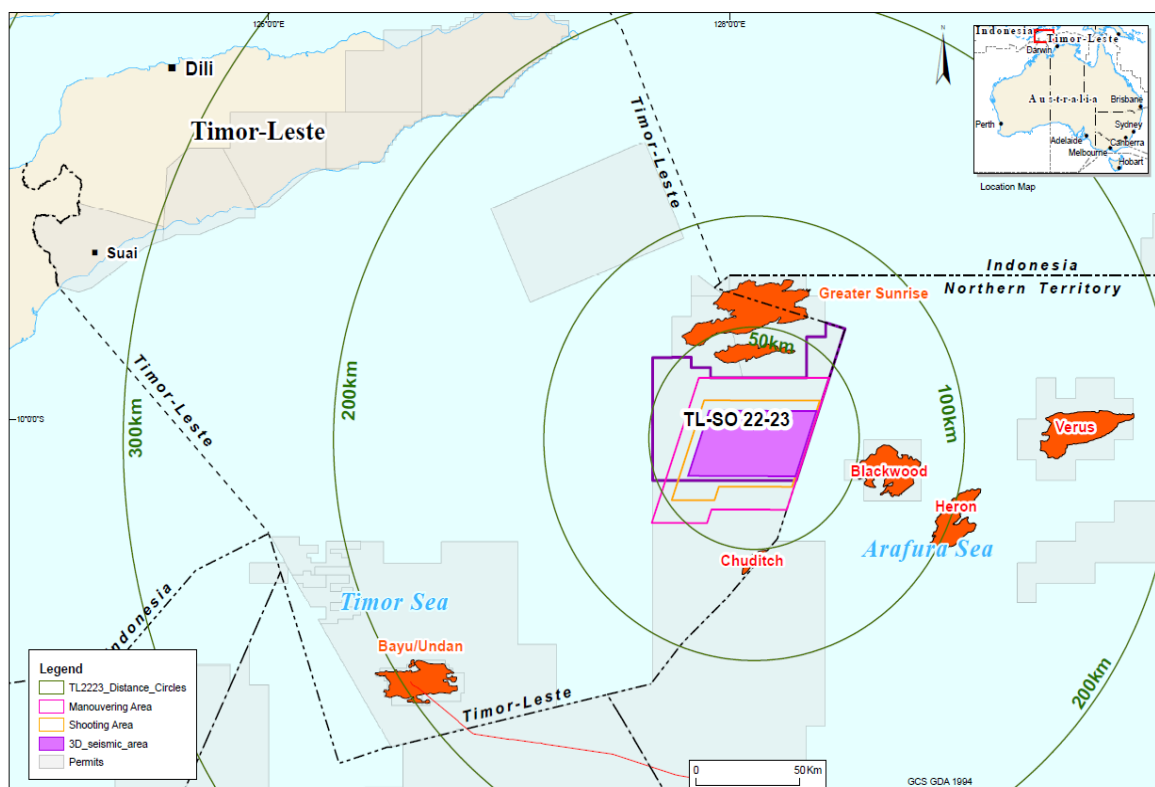 126°0'0"E
128°0'0"E
N
Dili
Timor-Leste
Suai
Timor-Leste
Indonesia
Timor-Leste
Darwin
Australia
Brisbane
Perth
Sydney
Adelaide
Canberra
Melbourne
Hobart
Location Map
Indonesia
Northern Territory
Greater Sunrise
50km
10°0'0"S
Timor-Leste
300km
200km
100km
TL-SO 22-23
Verus
Blackwood
Heron
Arafura Sea
Chuditch
Timor Sea
Indonesia
Bayu/Undan
Timor-Leste
200km
Legend
TL2223_Distance_Circles
Manouvering Area
Shooting Area
3D_seismic_area
Permits
0 50Km
GCS GDA 1994